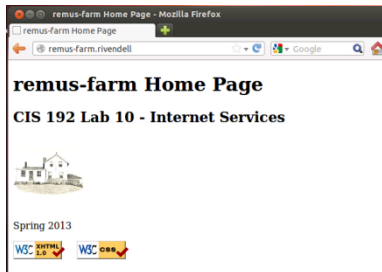 remus-farm Home Page - Mozilla Firefox
remus-farm Home Page
remus-farm.rivendell
Google
remus-farm Home Page
CIS 192 Lab 10 - Internet Services
Spring 2013
W3C XHTML 1.0
W3C css